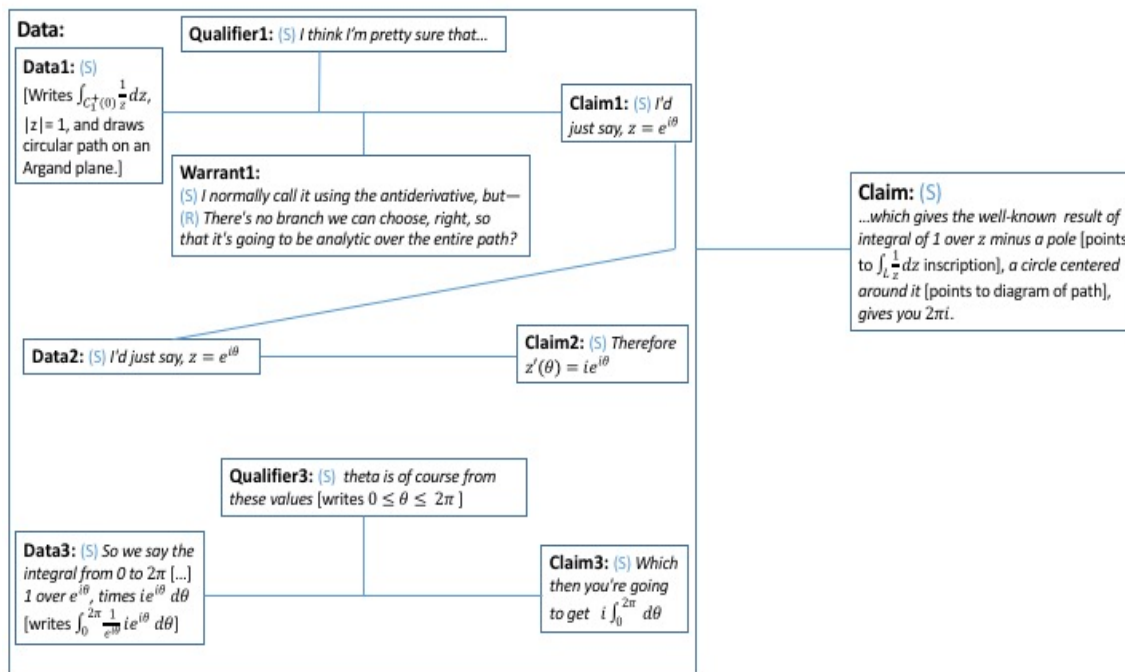 Data:
Qualifier1: (S) I think I'm pretty sure that...
Data1: (S)
[Writes ∫_{C₁⁺(0)} 1/z dz,
|z|= 1, and draws
circular path on an
Argand plane.]
Claim1: (S) I'd
just say, z = e^{iθ}
Warrant1:
(S) I normally call it using the antiderivative, but—
(R) There's no branch we can choose, right, so
that it's going to be analytic over the entire path?
Claim: (S)
...which gives the well-known result of
integral of 1 over z minus a pole [points
to ∫_L 1/z dz inscription], a circle centered
around it [points to diagram of path],
gives you 2πi.
Data2: (S) I'd just say, z = e^{iθ}
Claim2: (S) Therefore
z′(θ) = ie^{iθ}
Qualifier3: (S) theta is of course from
these values [writes 0 ≤ θ ≤ 2π ]
Data3: (S) So we say the
integral from 0 to 2π [...]
1 over e^{iθ}, times ie^{iθ} dθ
[writes ∫₀^{2π} 1/e^{iθ} ie^{iθ} dθ]
Claim3: (S) Which
then you're going
to get i ∫₀^{2π} dθ